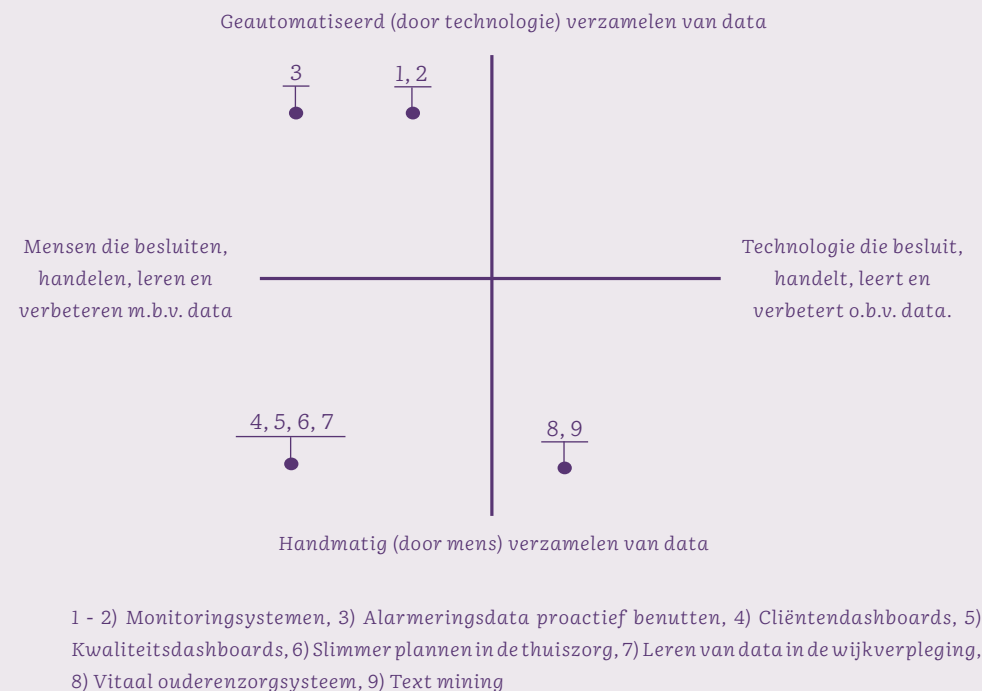 Geautomatiseerd (door technologie) verzamelen van data
3
1, 2
Mensen die besluiten,
handelen, leren en
verbeteren m.b.v. data
Technologie die besluit,
handelt, leert en
verbetert o.b.v. data.
4, 5, 6, 7
8, 9
Handmatig (door mens) verzamelen van data
1 - 2) Monitoringsystemen, 3) Alarmeringsdata proactief benutten, 4) Cliëntendashboards, 5)
Kwaliteitsdashboards, 6) Slimmer plannen in de thuiszorg, 7) Leren van data in de wijkverpleging,
8) Vitaal ouderenzorgsysteem, 9) Text mining